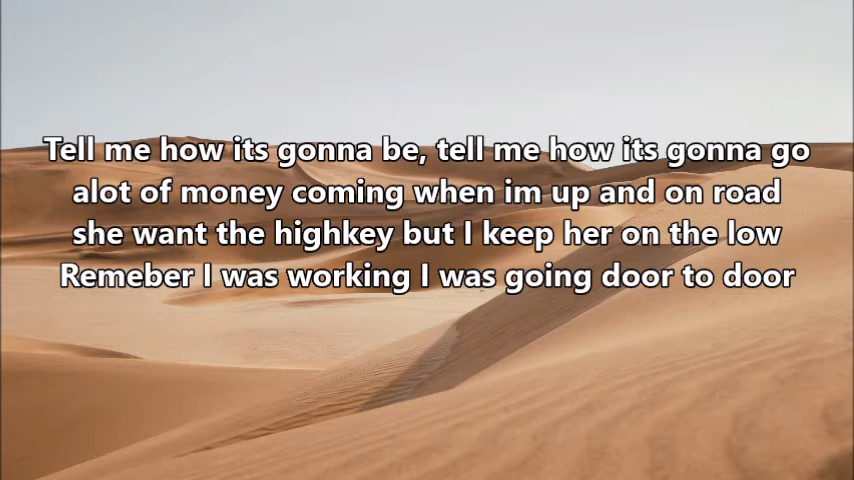 Tell me how its gonna be, tell me how its gonna go
alot of money coming when im up and on road
she want the highkey but I keep her on the low
Remeber I was working I was going door to door